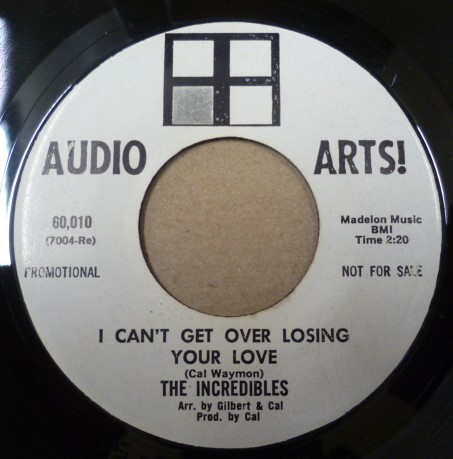 AUDIO ARTS!
60,010
(7004-Re)
Madelon Music
BMI
Time 2:20
PROMOTIONAL
NOT FOR SALE
I CAN'T GET OVER LOSING
YOUR LOVE
(Cal Waymon)
THE INCREDIBLES
Arr. by Gilbert & Cal
Prod. by Cal